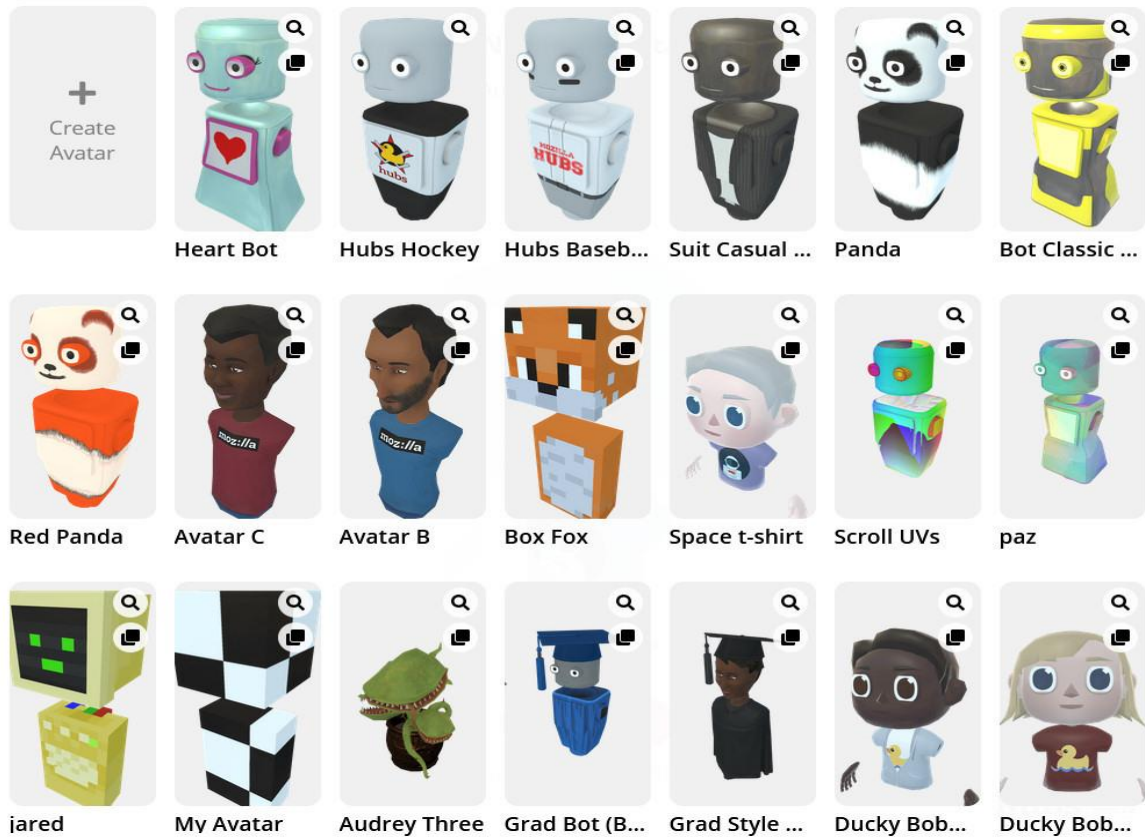 Create
Avatar
hubs
MOZILLA
HUBS
Heart Bot
Hubs Hockey
Hubs Baseb...
Suit Casual ...
Panda
Bot Classic ...
moz://a
moz://a
Red Panda
Avatar C
Avatar B
Box Fox
Space t-shirt
Scroll UVs
paz
jared
My Avatar
Audrey Three
Grad Bot (B...
Grad Style ...
Ducky Bob...
Ducky Bob...